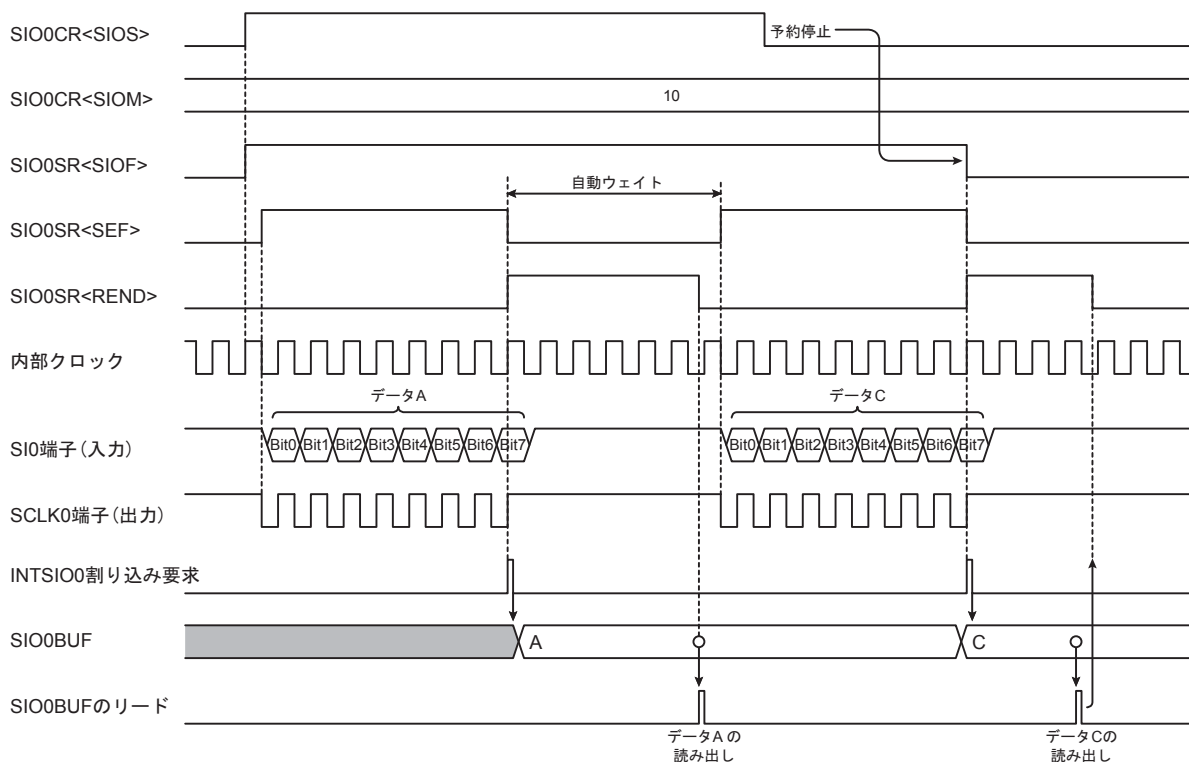 SIO0CR<SIOS>
予約停止
SIO0CR<SIOM>
10
SIO0SR<SIOF>
自動ウェイト
SIO0SR<SEF>
SIO0SR<REND>
内部クロック
データA
データC
SI0端子(入力)
Bit0 Bit1 Bit2 Bit3 Bit4 Bit5 Bit6 Bit7
Bit0 Bit1 Bit2 Bit3 Bit4 Bit5 Bit6 Bit7
SCLK0端子(出力)
INTSIO0割り込み要求
SIO0BUF
A
C
SIO0BUFのリード
データA の
読み出し
データCの
読み出し